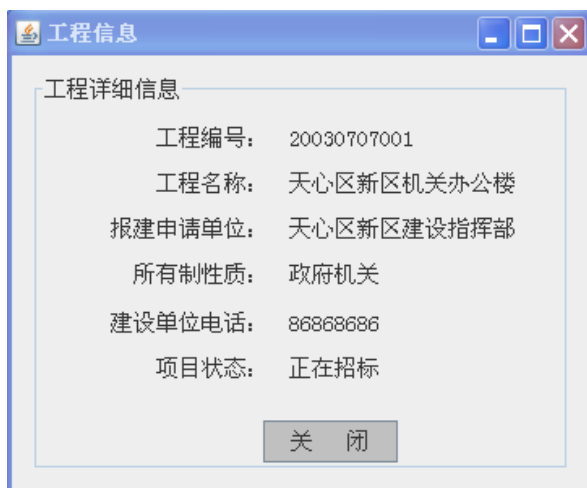 工程信息
工程详细信息
工程编号： 20030707001
工程名称： 天心区新区机关办公楼
报建申请单位： 天心区新区建设指挥部
所有制性质： 政府机关
建设单位电话： 86868686
项目状态： 正在招标
关 闭